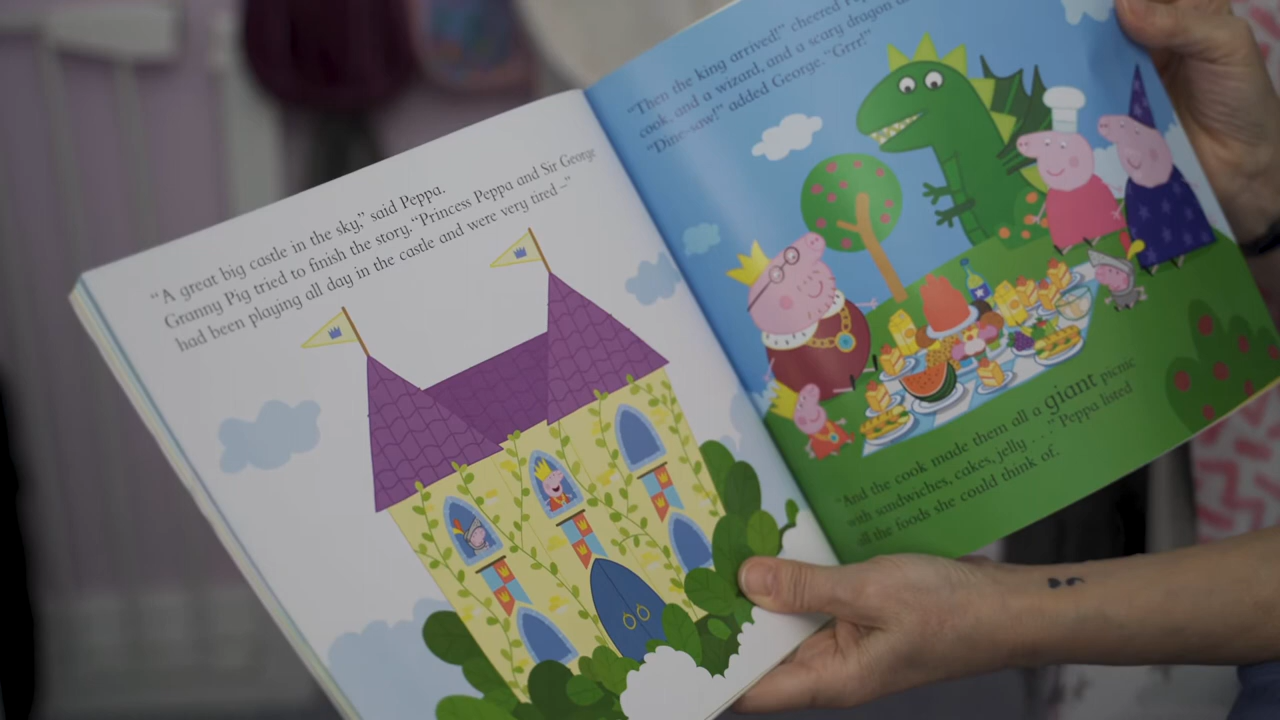 “A great big castle in the sky,” said Peppa.
Granny Pig tried to finish the story. “Princess Peppa and Sir George
had been playing all day in the castle and were very tired –”
“Then the king arrived!” cheered
cook, and a wizard, and a scary dragon
“Dine-saw!” added George. “Grrr!”
“And the cook made them all a giant picnic
with sandwiches, cakes, jelly . . .” Peppa listed
all the foods she could think of.